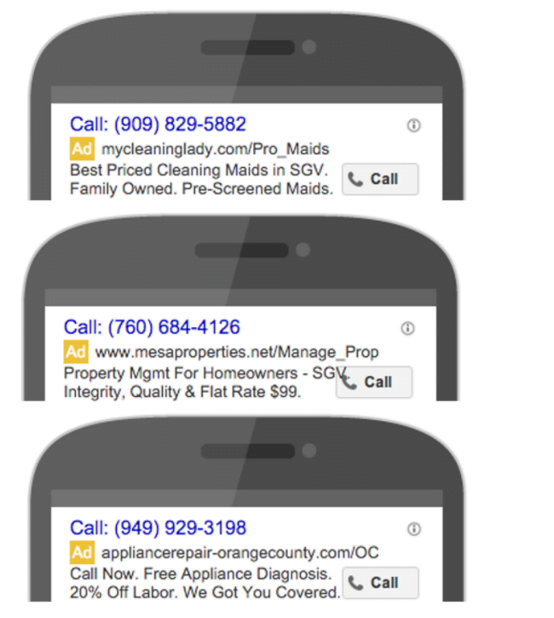 Call: (909) 829-5882
Ad mycleaninglady.com/Pro_Maids
Best Priced Cleaning Maids in SGV.
Family Owned. Pre-Screened Maids.
Call
Call: (760) 684-4126
Ad www.mesaproperties.net/Manage_Prop
Property Mgmt For Homeowners - SGV.
Integrity, Quality & Flat Rate $99.
Call
Call: (949) 929-3198
Ad appliancerepair-orangecounty.com/OC
Call Now. Free Appliance Diagnosis.
20% Off Labor. We Got You Covered.
Call